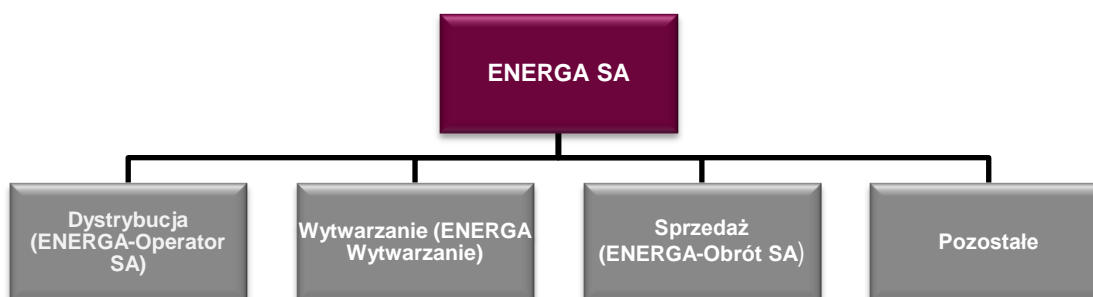 ENERGA SA
Dystrybucja
(ENERGA-Operator
SA)
Wytwarzanie (ENERGA
Wytwarzanie)
Sprzedaż
(ENERGA-Obrót SA)
Pozostałe